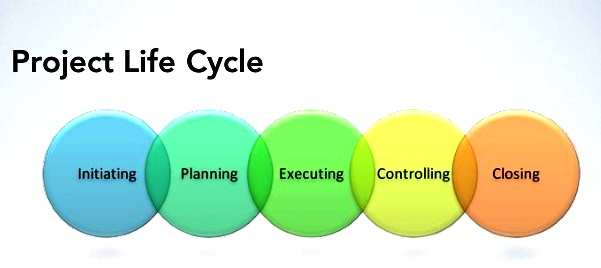 Project Life Cycle
Initiating Planning Executing Controlling Closing